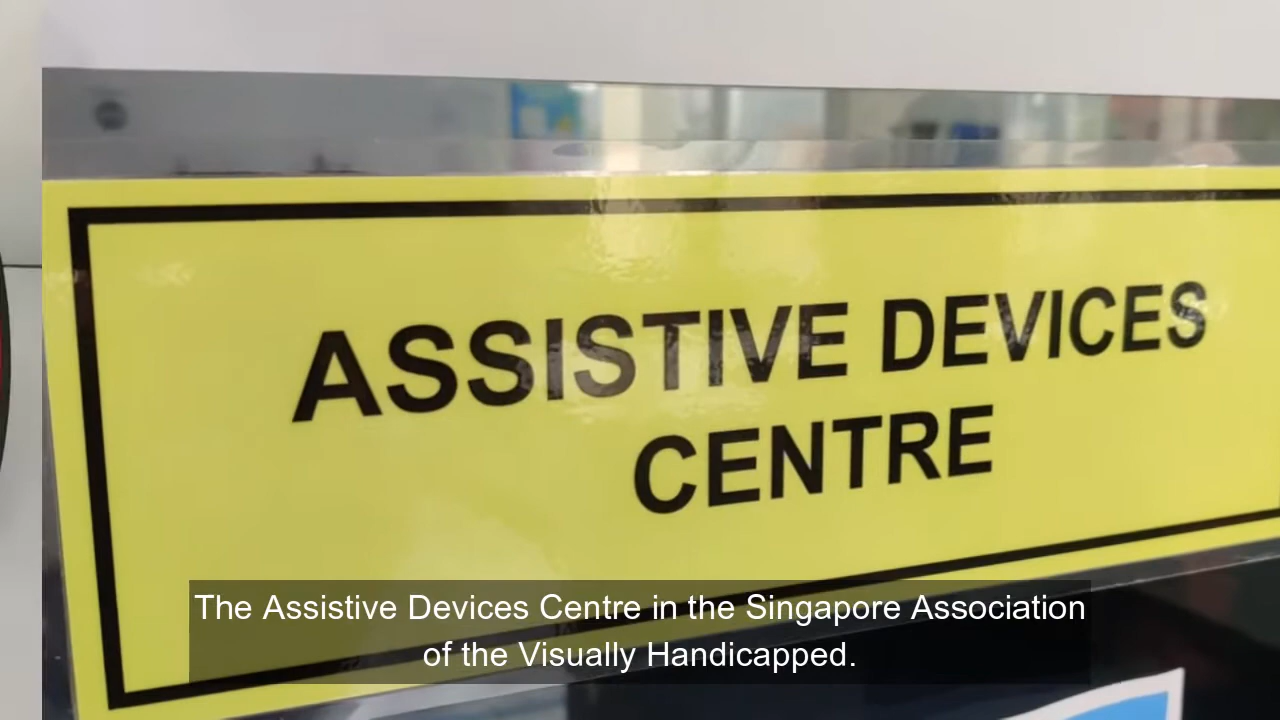 ASSISTIVE DEVICES
CENTRE
The Assistive Devices Centre in the Singapore Association
of the Visually Handicapped.